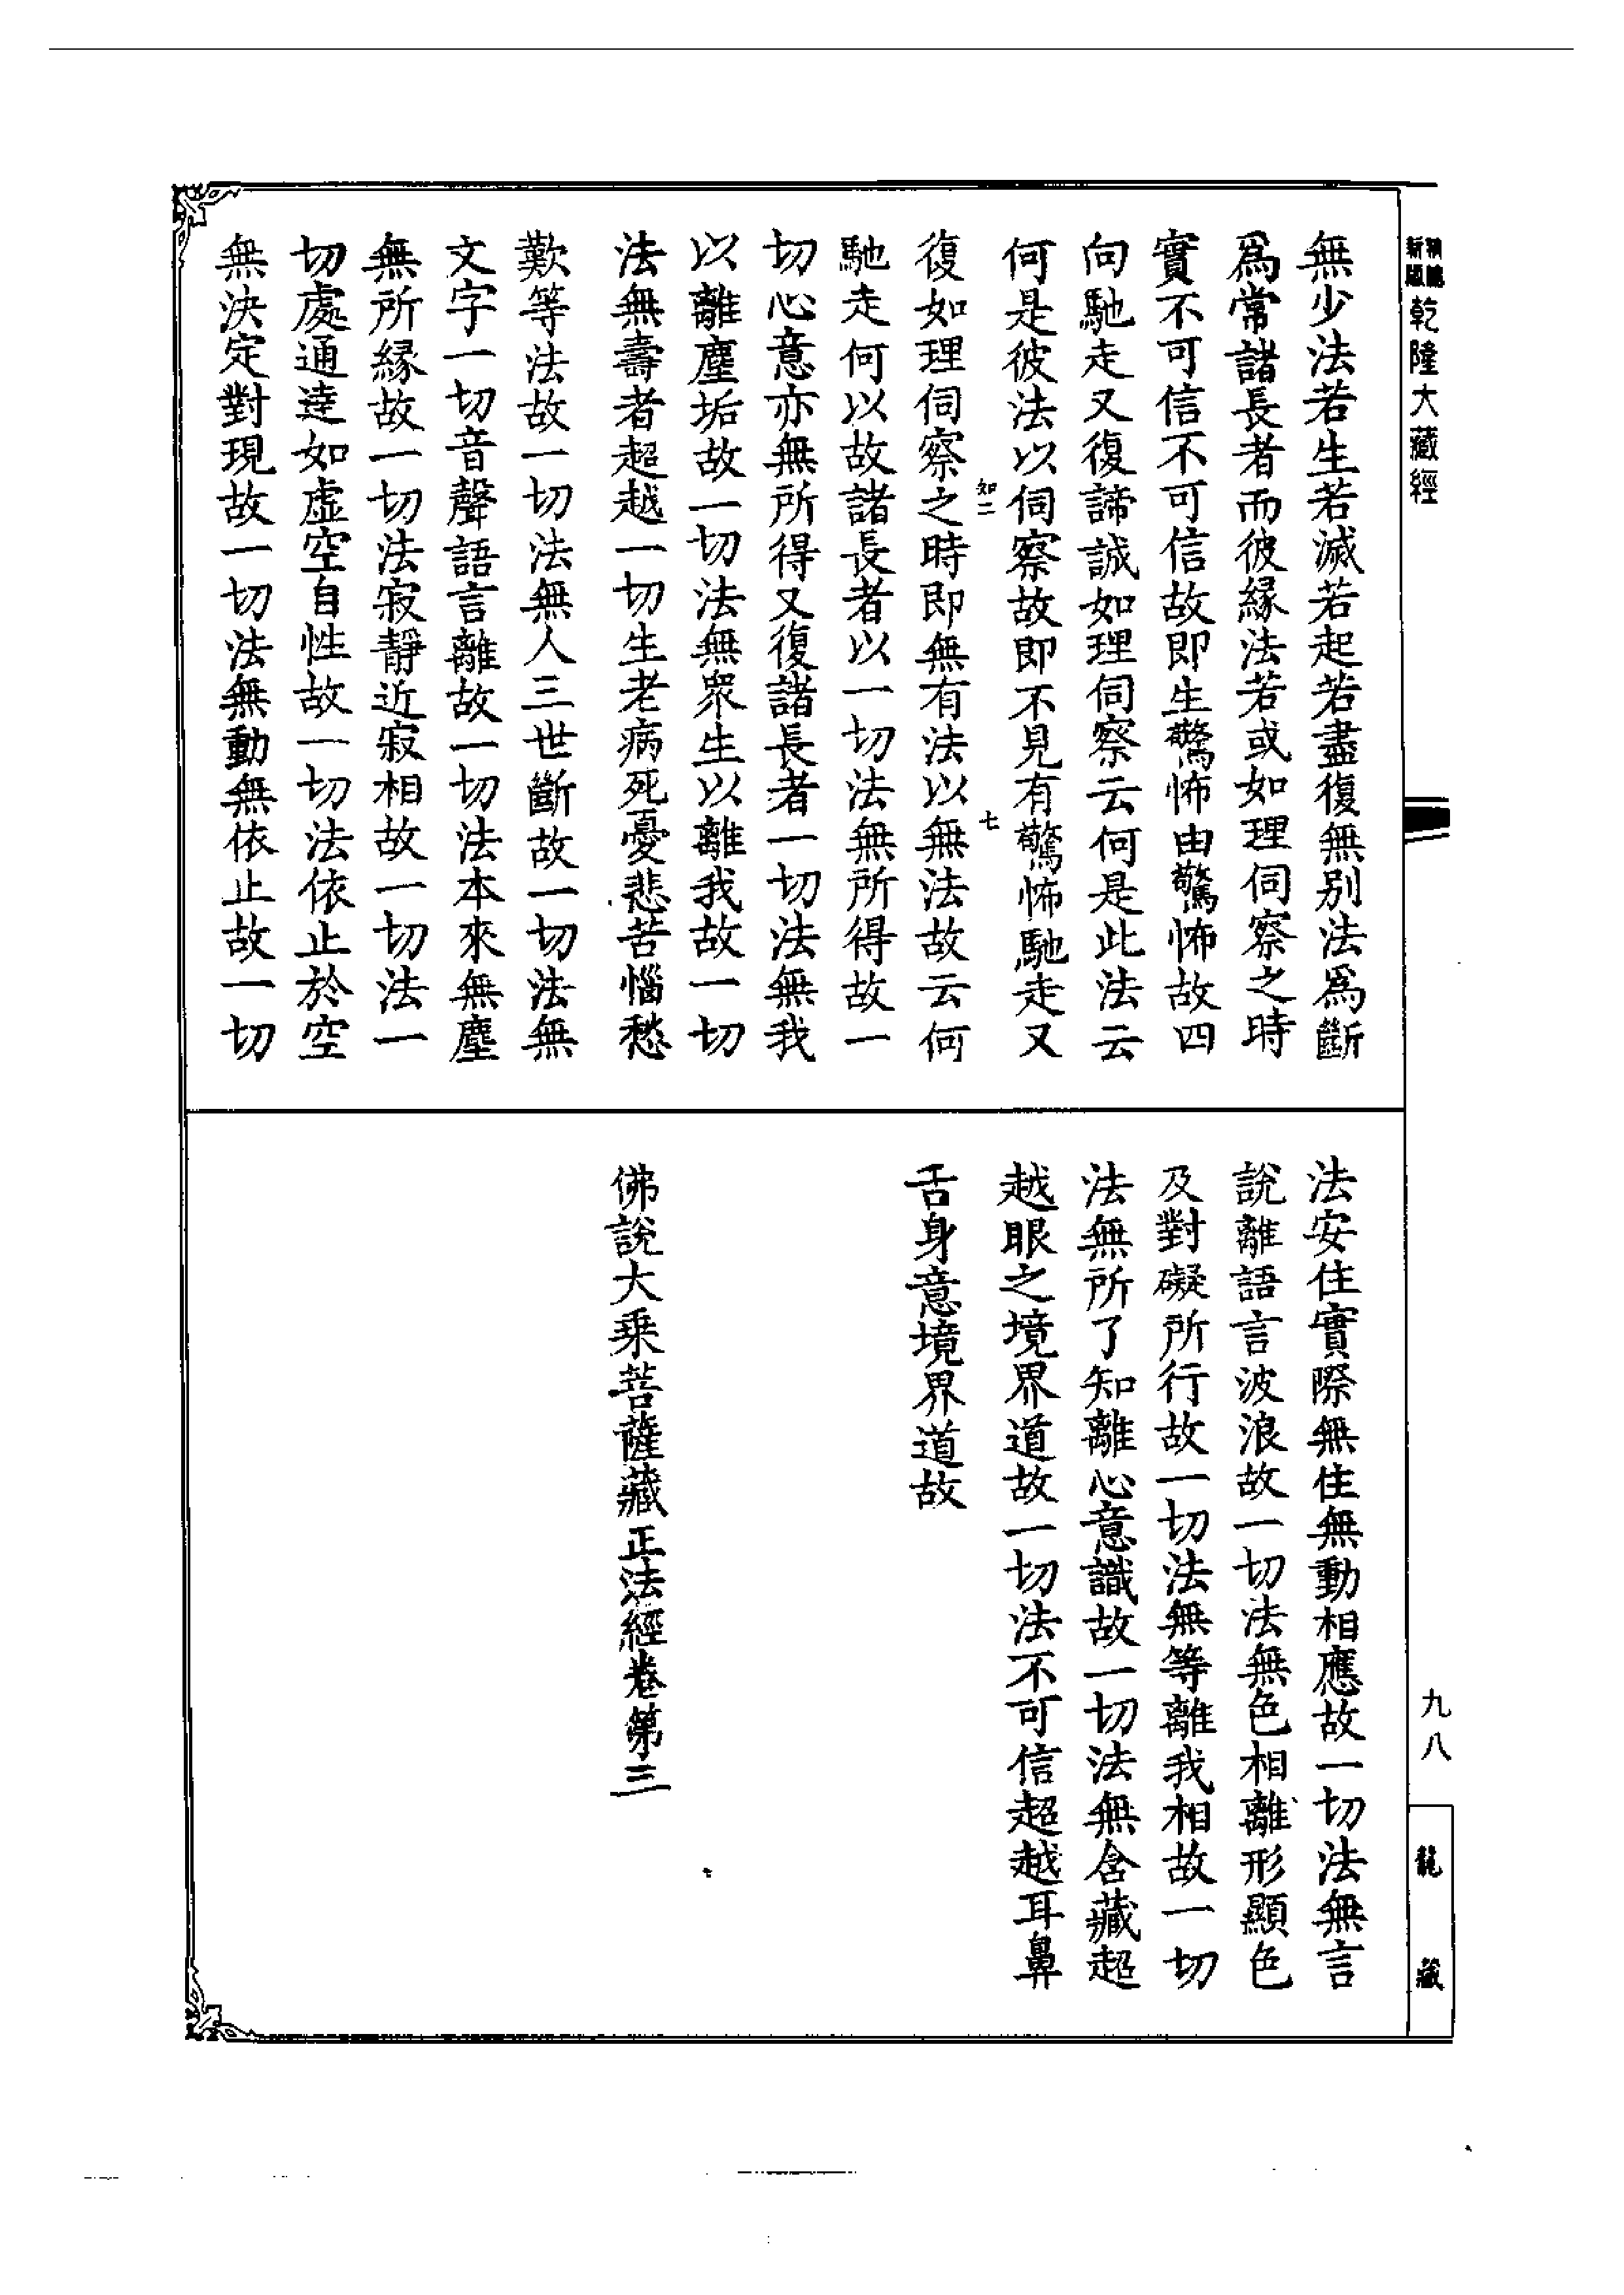 乾隆大藏經
無少法若生若滅若起若盡復無別法爲斷
爲常諸長者而彼縁法若或如理伺察之時
實不可信不可信故即生驚怖由驚怖故四
向馳走又復諦誠如理伺察云何是此法云
何是彼法以伺察故即不見有驚怖馳走又
知二
七
復如理伺察之時即無有法以無法故云何
馳走何以故諸長者以一切法無所得故一
切心意亦無所得又復諸長者一切法無我
以離塵垢故一切法無衆生以離我故一切
法無壽者超越一切生老病死憂悲苦惱愁
歎等法故一切法無人三世斷故一切法無
文字一切音聲語言離故一切法本來無塵
無所縁故一切法寂靜近寂相故一切法一
切處通達如虛空自性故一切法依止於空
無決定對現故一切法無動無依止故一切
法安住實際無住無動相應故一切法無言
說離語言波浪故一切法無色相離形顯色
及對礙所行故一切法無等離我相故一切
法無所了知離心意識故一切法無含藏超
越眼之境界道故一切法不可信超越耳鼻
舌身意境界道故
佛說大乘菩薩藏正法經卷第三
九八
龍藏